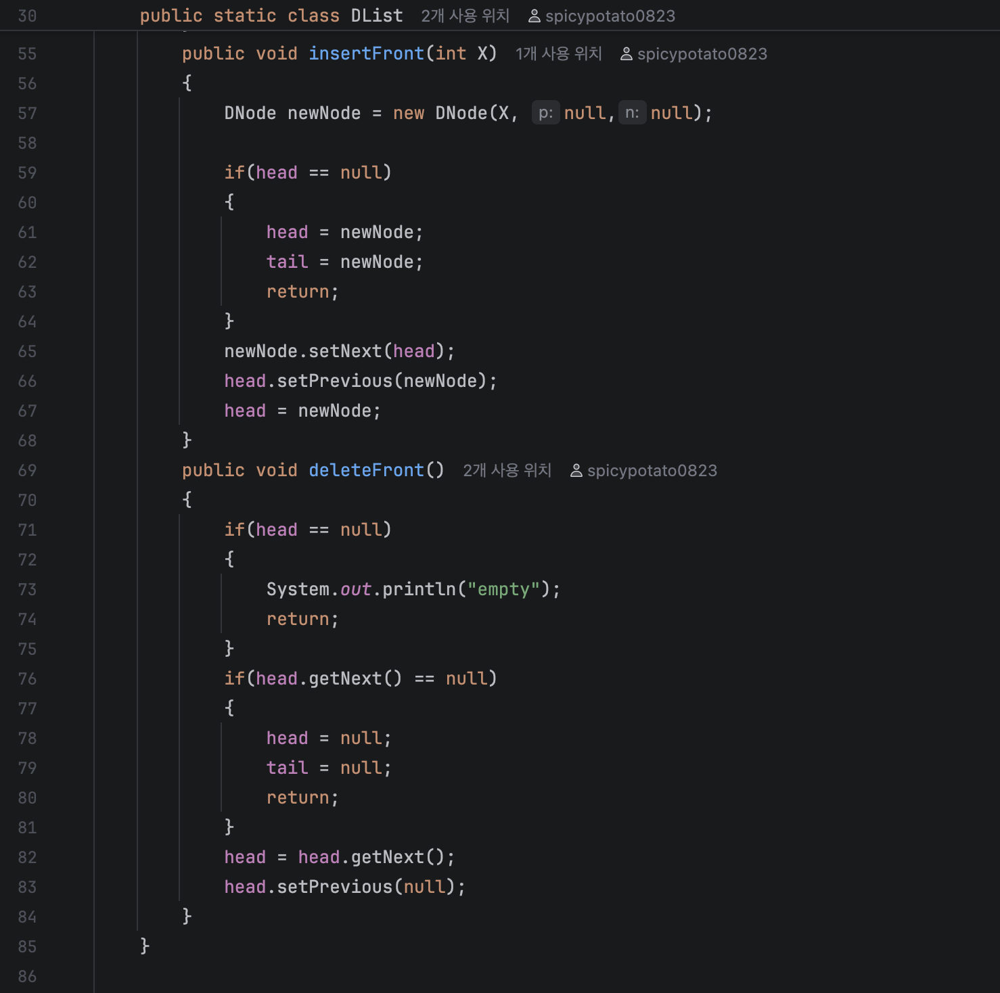 30 public static class DList 2개 사용 위치 spicypotato0823
55 public void insertFront(int X) 1개 사용 위치 spicypotato0823
56 {
57 DNode newNode = new DNode(X, p: null, n: null);
58
59 if(head == null)
60 {
61 head = newNode;
62 tail = newNode;
63 return;
64 }
65 newNode.setNext(head);
66 head.setPrevious(newNode);
67 head = newNode;
68 }
69 public void deleteFront() 2개 사용 위치 spicypotato0823
70 {
71 if(head == null)
72 {
73 System.out.println("empty");
74 return;
75 }
76 if(head.getNext() == null)
77 {
78 head = null;
79 tail = null;
80 return;
81 }
82 head = head.getNext();
83 head.setPrevious(null);
84 }
85 }
86